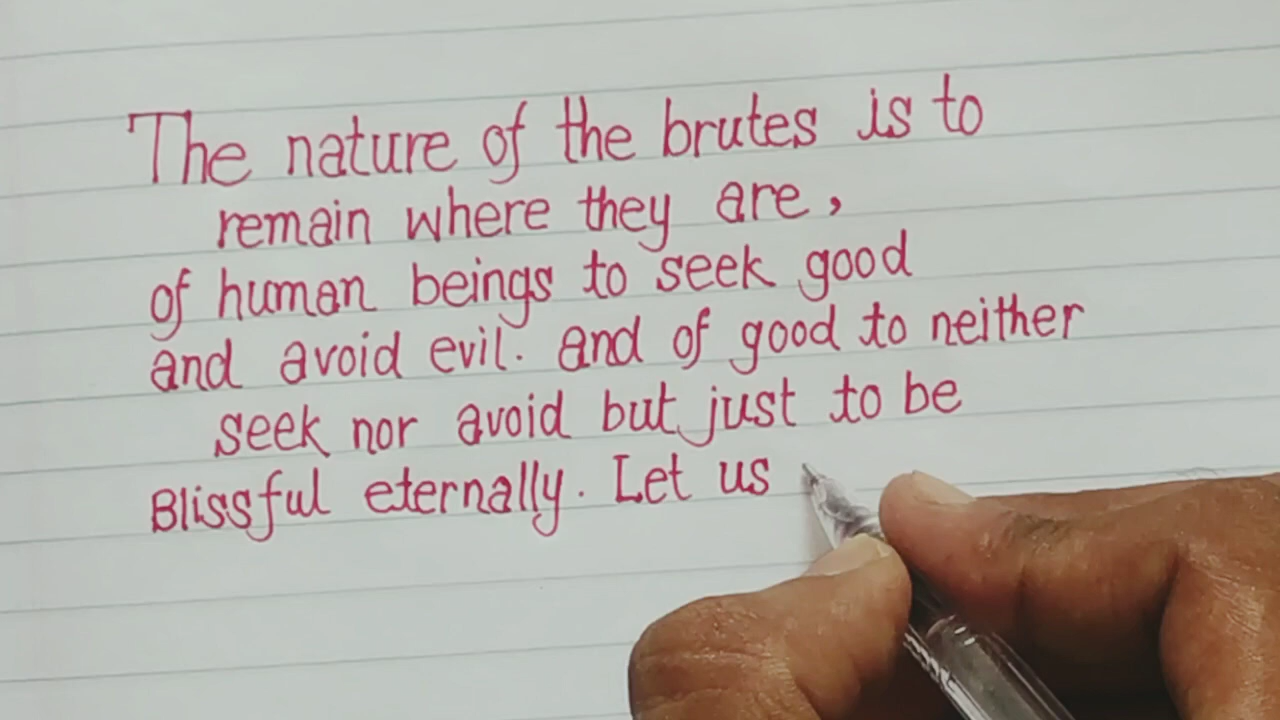 The nature of the brutes is to
remain where they are,
of human beings to seek good
and avoid evil. and of good to neither
seek nor avoid but just to be
Blissful eternally. Let us